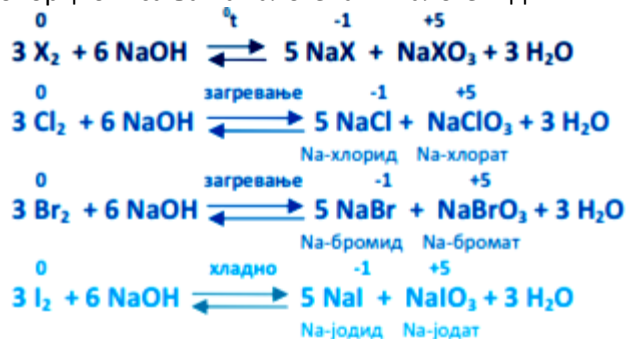 0 ⁰t -1 +5
3 X₂ + 6 NaOH ⇄ 5 NaX + NaXO₃ + 3 H₂O
0 загревање -1 +5
3 Cl₂ + 6 NaOH ⇄ 5 NaCl + NaClO₃ + 3 H₂O
Na-хлорид Na-хлорат
0 загревање -1 +5
3 Br₂ + 6 NaOH ⇄ 5 NaBr + NaBrO₃ + 3 H₂O
Na-бромид Na-бромат
0 хладно -1 +5
3 I₂ + 6 NaOH ⇄ 5 NaI + NaIO₃ + 3 H₂O
Na-јодид Na-јодат